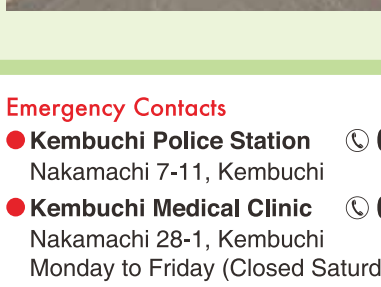 Emergency Contacts
Kembuchi Police Station
Nakamachi 7-11, Kembuchi
Kembuchi Medical Clinic
Nakamachi 28-1, Kembuchi
Monday to Friday (Closed